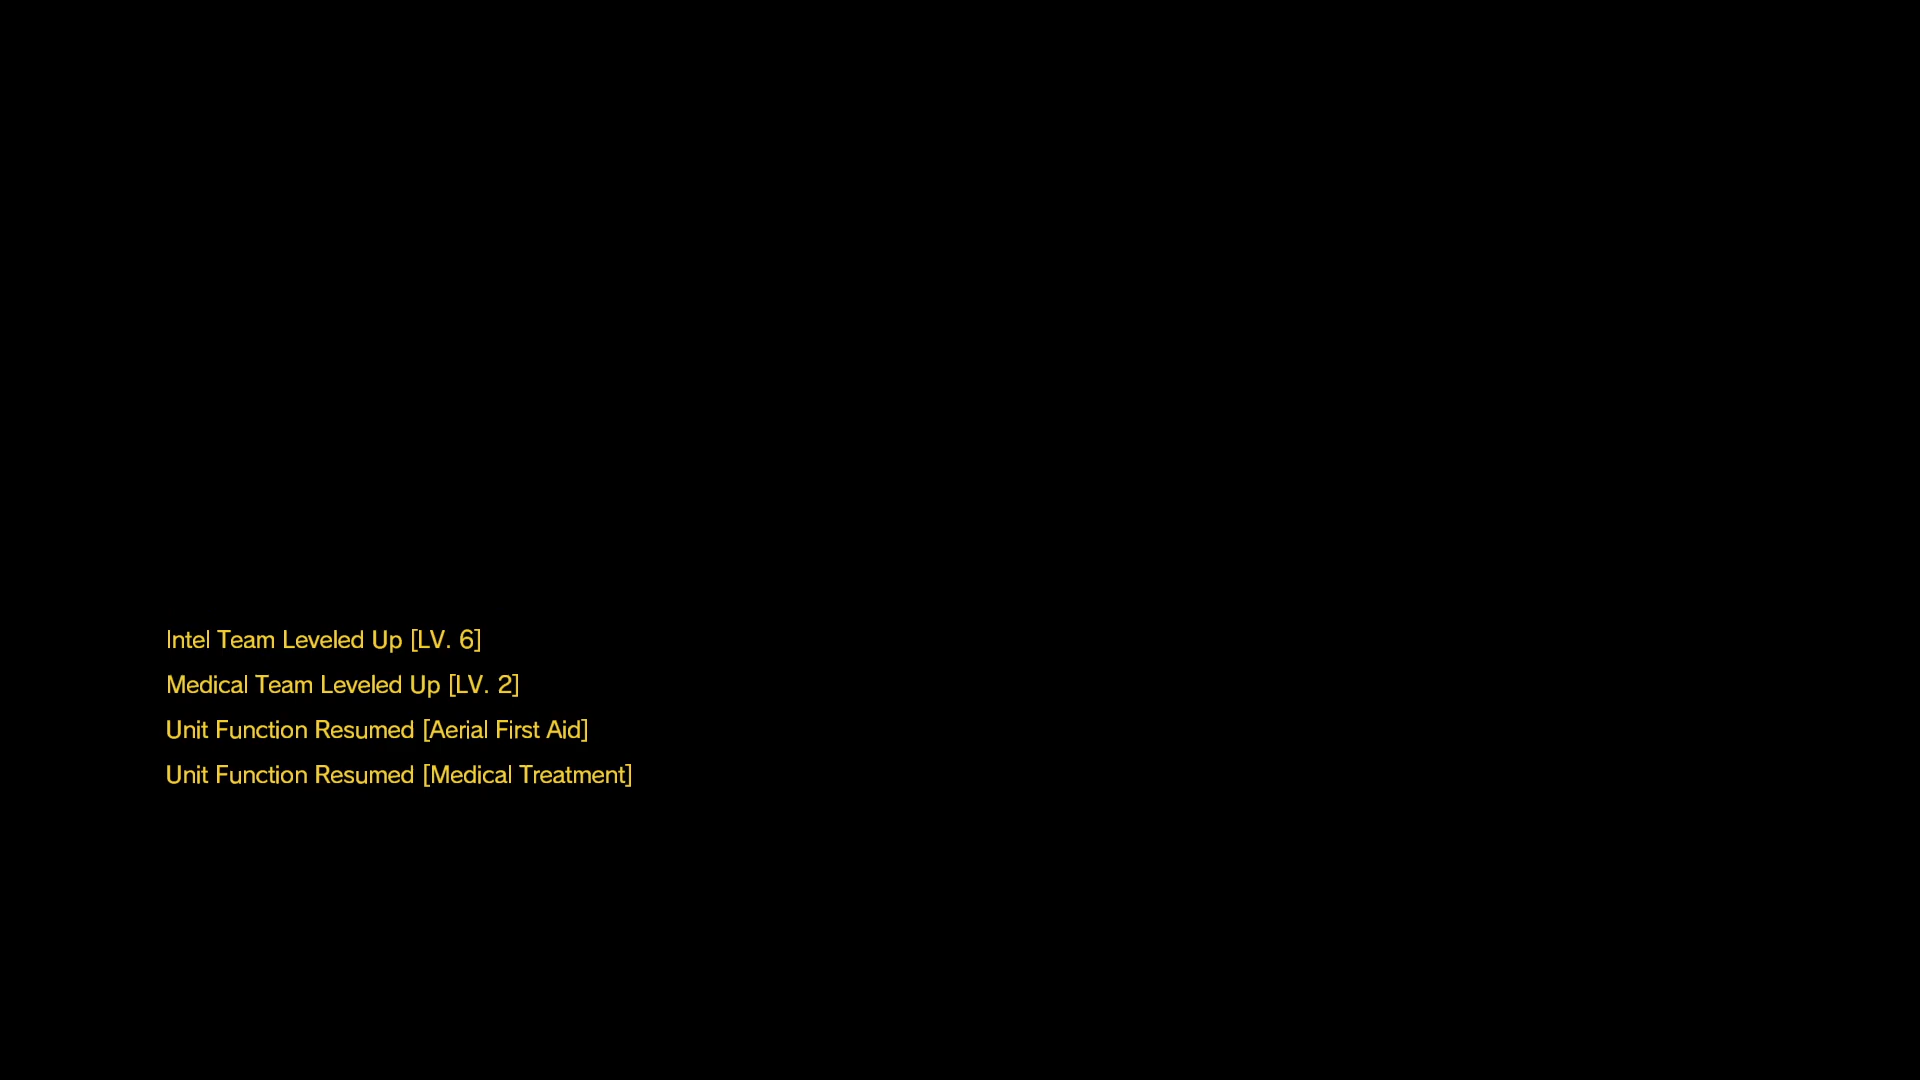 Intel Team Leveled Up [LV. 6]
Medical Team Leveled Up [LV. 2]
Unit Function Resumed [Aerial First Aid]
Unit Function Resumed [Medical Treatment]